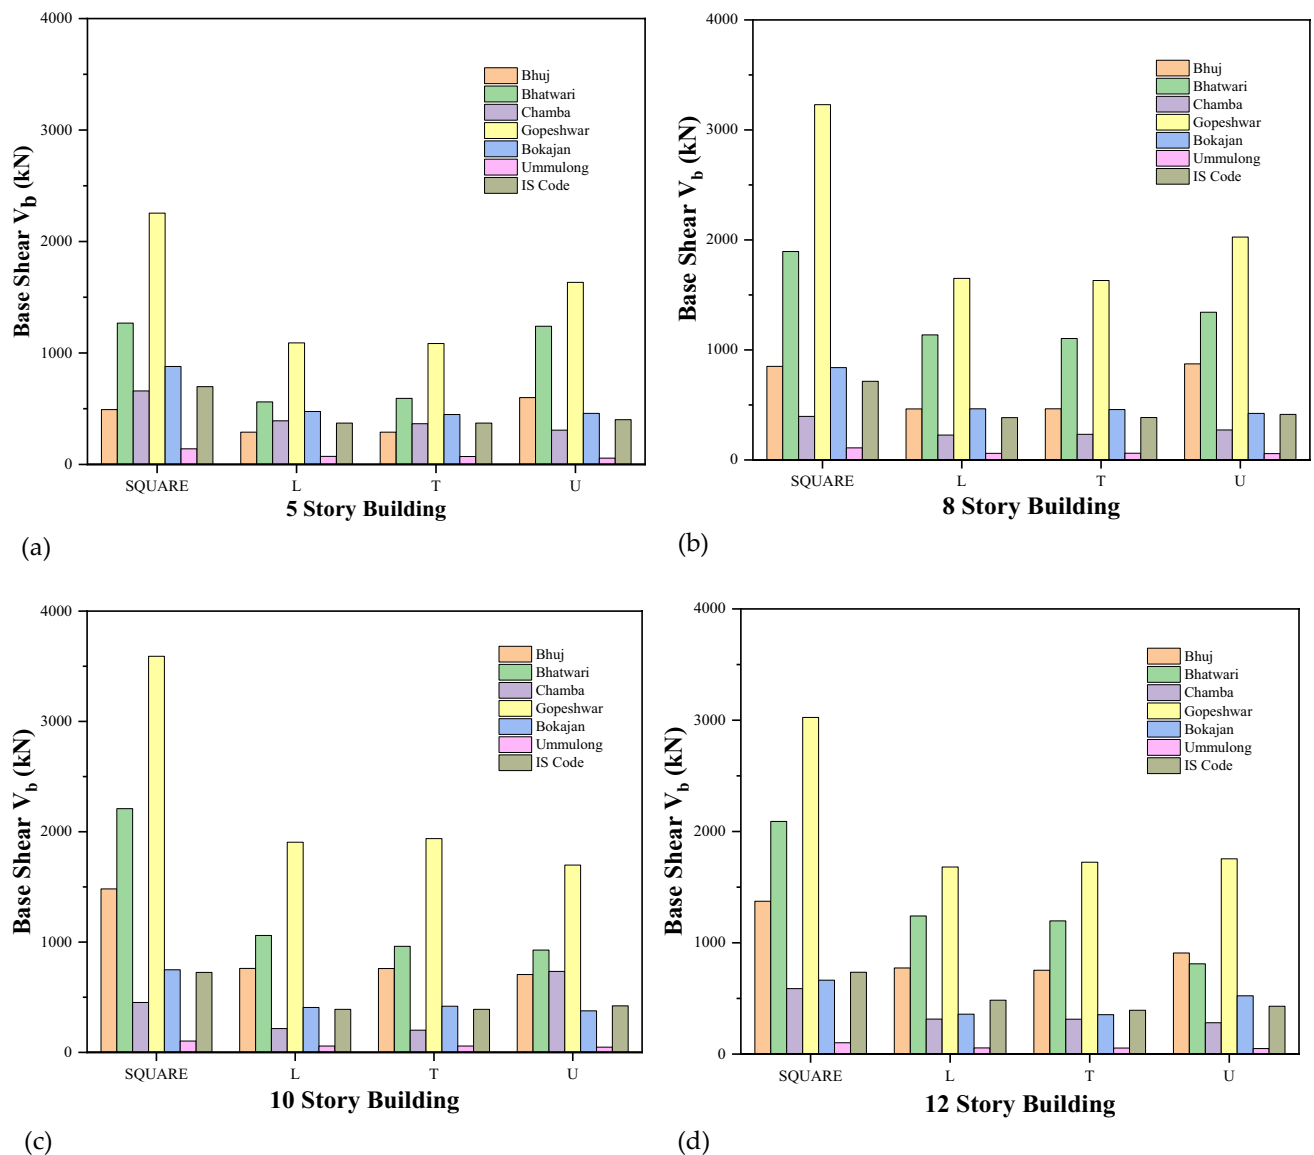 4000
3000
2000
1000
0
Base Shear V_b (kN)
Bhuj
Bhatwari
Chamba
Gopeshwar
Bokajan
Ummulong
IS Code
SQUARE L T U
5 Story Building
(a)
4000
3000
2000
1000
0
Base Shear V_b (kN)
Bhuj
Bhatwari
Chamba
Gopeshwar
Bokajan
Ummulong
IS Code
SQUARE L T U
8 Story Building
(b)
4000
3000
2000
1000
0
Base Shear V_b (kN)
Bhuj
Bhatwari
Chamba
Gopeshwar
Bokajan
Ummulong
IS Code
SQUARE L T U
10 Story Building
(c)
4000
3000
2000
1000
0
Base Shear V_b (kN)
Bhuj
Bhatwari
Chamba
Gopeshwar
Bokajan
Ummulong
IS Code
SQUARE L T U
12 Story Building
(d)